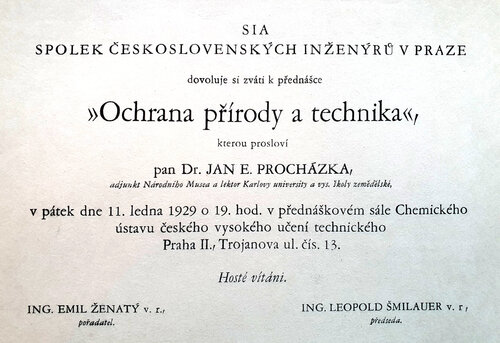 SIA
SPOLEK ČESKOSLOVENSKÝCH INŽENÝRŮ V PRAZE
dovoluje si zváti k přednášce
»Ochrana přírody a technika«,
kterou prosloví
pan Dr. JAN E. PROCHÁZKA,
adjunkt Národního Musea a lektor Karlovy university a vys. školy zemědělské,
v pátek dne 11. ledna 1929 o 19. hod. v přednáškovém sále Chemického
ústavu českého vysokého učení technického
Praha II., Trojanova ul. čís. 13.
Hosté vítáni.
ING. EMIL ŽENATÝ v. r.,
pořadatel.
ING. LEOPOLD ŠMILAUER v. r.,
předseda.